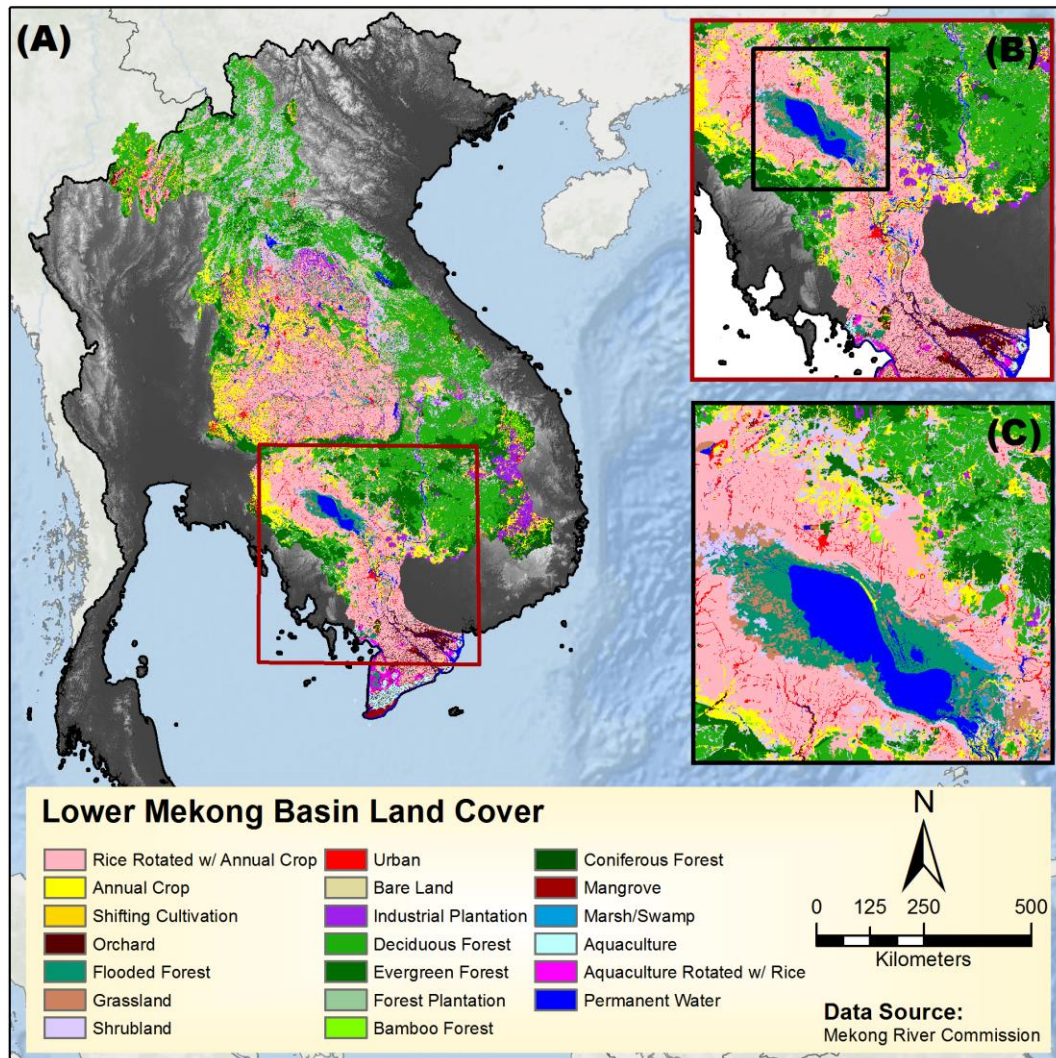 (A)
(B)
(C)
Lower Mekong Basin Land Cover
Rice Rotated w/ Annual Crop
Annual Crop
Shifting Cultivation
Orchard
Flooded Forest
Grassland
Shrubland
Urban
Bare Land
Industrial Plantation
Deciduous Forest
Evergreen Forest
Forest Plantation
Bamboo Forest
Coniferous Forest
Mangrove
Marsh/Swamp
Aquaculture
Aquaculture Rotated w/ Rice
Permanent Water
N
0 125 250 500
Kilometers
Data Source:
Mekong River Commission